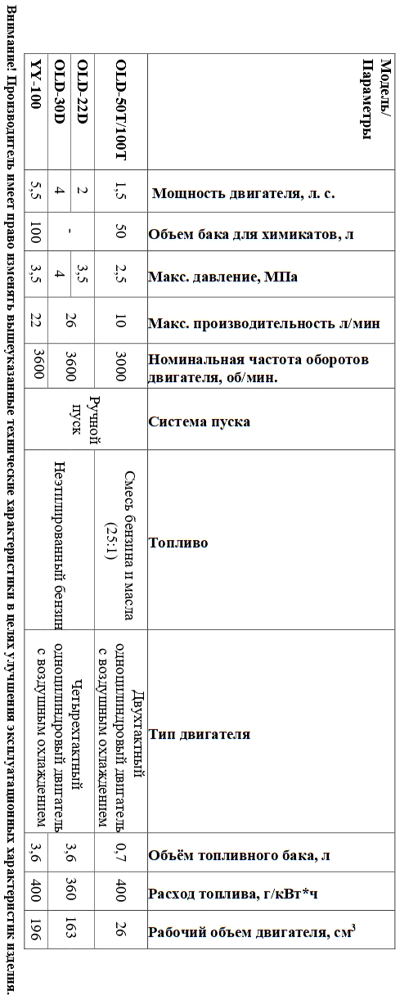 Модель/
Параметры
Мощность двигателя, л. с.
Объем бака для химикатов, л
Макс. давление, МПа
Макс. производительность л/мин
Номинальная частота оборотов
двигателя, об/мин.
Система пуска
Топливо
Тип двигателя
Объём топливного бака, л
Расход топлива, г/кВт*ч
Рабочий объем двигателя, см³
OLD-50T/100T
1,5
50
2,5
10
3000
Ручной
пуск
Смесь бензина и масла
(25:1)
Двухтактный
одноцилиндровый двигатель
с воздушным охлаждением
0,7
400
26
OLD-22D
2
-
3,5
26
3600
Неэтилированный бензин
Четырехтактный
одноцилиндровый двигатель
с воздушным охлаждением
3,6
360
163
OLD-30D
4
4
YY-100
5,5
100
3,5
22
3600
3,6
400
196
Внимание! Производитель имеет право изменять вышеуказанные технические характеристики в целях улучшения эксплуатационных характеристик изделия.